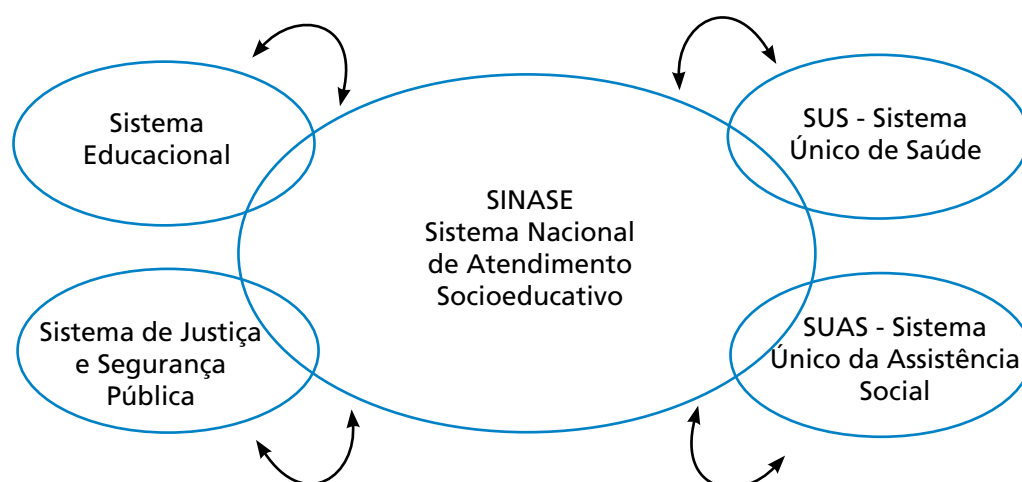 Sistema
Educacional
SUS - Sistema
Único de Saúde
SINASE
Sistema Nacional
de Atendimento
Socioeducativo
Sistema de Justiça
e Segurança
Pública
SUAS - Sistema
Único da Assistência
Social